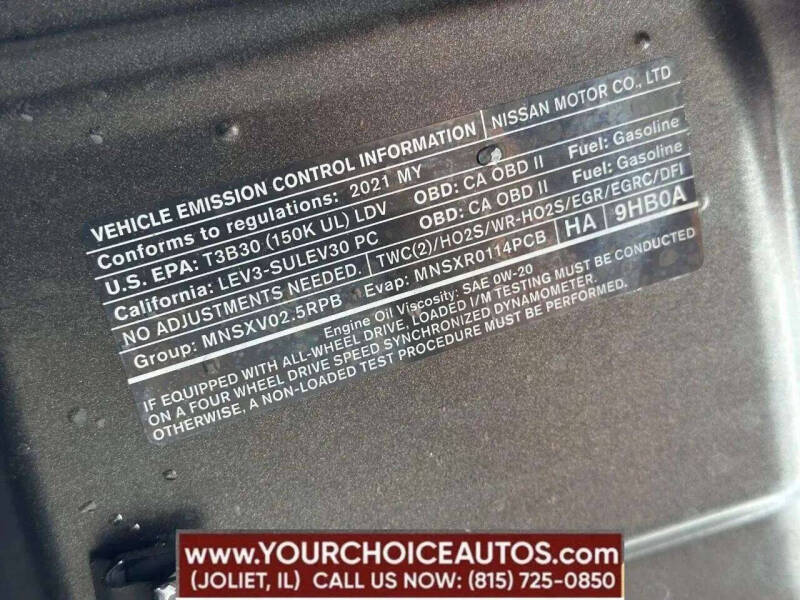 VEHICLE EMISSION CONTROL INFORMATION NISSAN MOTOR CO., LTD
Conforms to regulations: 2021 MY
U.S. EPA: T3B30 (150K UL) LDV OBD: CA OBD II Fuel: Gasoline
California: LEV3-SULEV30 PC OBD: CA OBD II Fuel: Gasoline
NO ADJUSTMENTS NEEDED. TWC(2)/HO2S/WR-HO2S/EGR/EGRC/DFI
Group: MNSXV02.5RPB Evap: MNSXR0114PCB HA 9HB0A
Engine Oil Viscosity: SAE 0W-20
IF EQUIPPED WITH ALL-WHEEL DRIVE, LOADED I/M TESTING MUST BE CONDUCTED
ON A FOUR WHEEL DRIVE SPEED SYNCHRONIZED DYNAMOMETER.
OTHERWISE, A NON-LOADED TEST PROCEDURE MUST BE PERFORMED.
www.YOURCHOICEAUTOS.com
(JOLIET, IL) CALL US NOW: (815) 725-0850